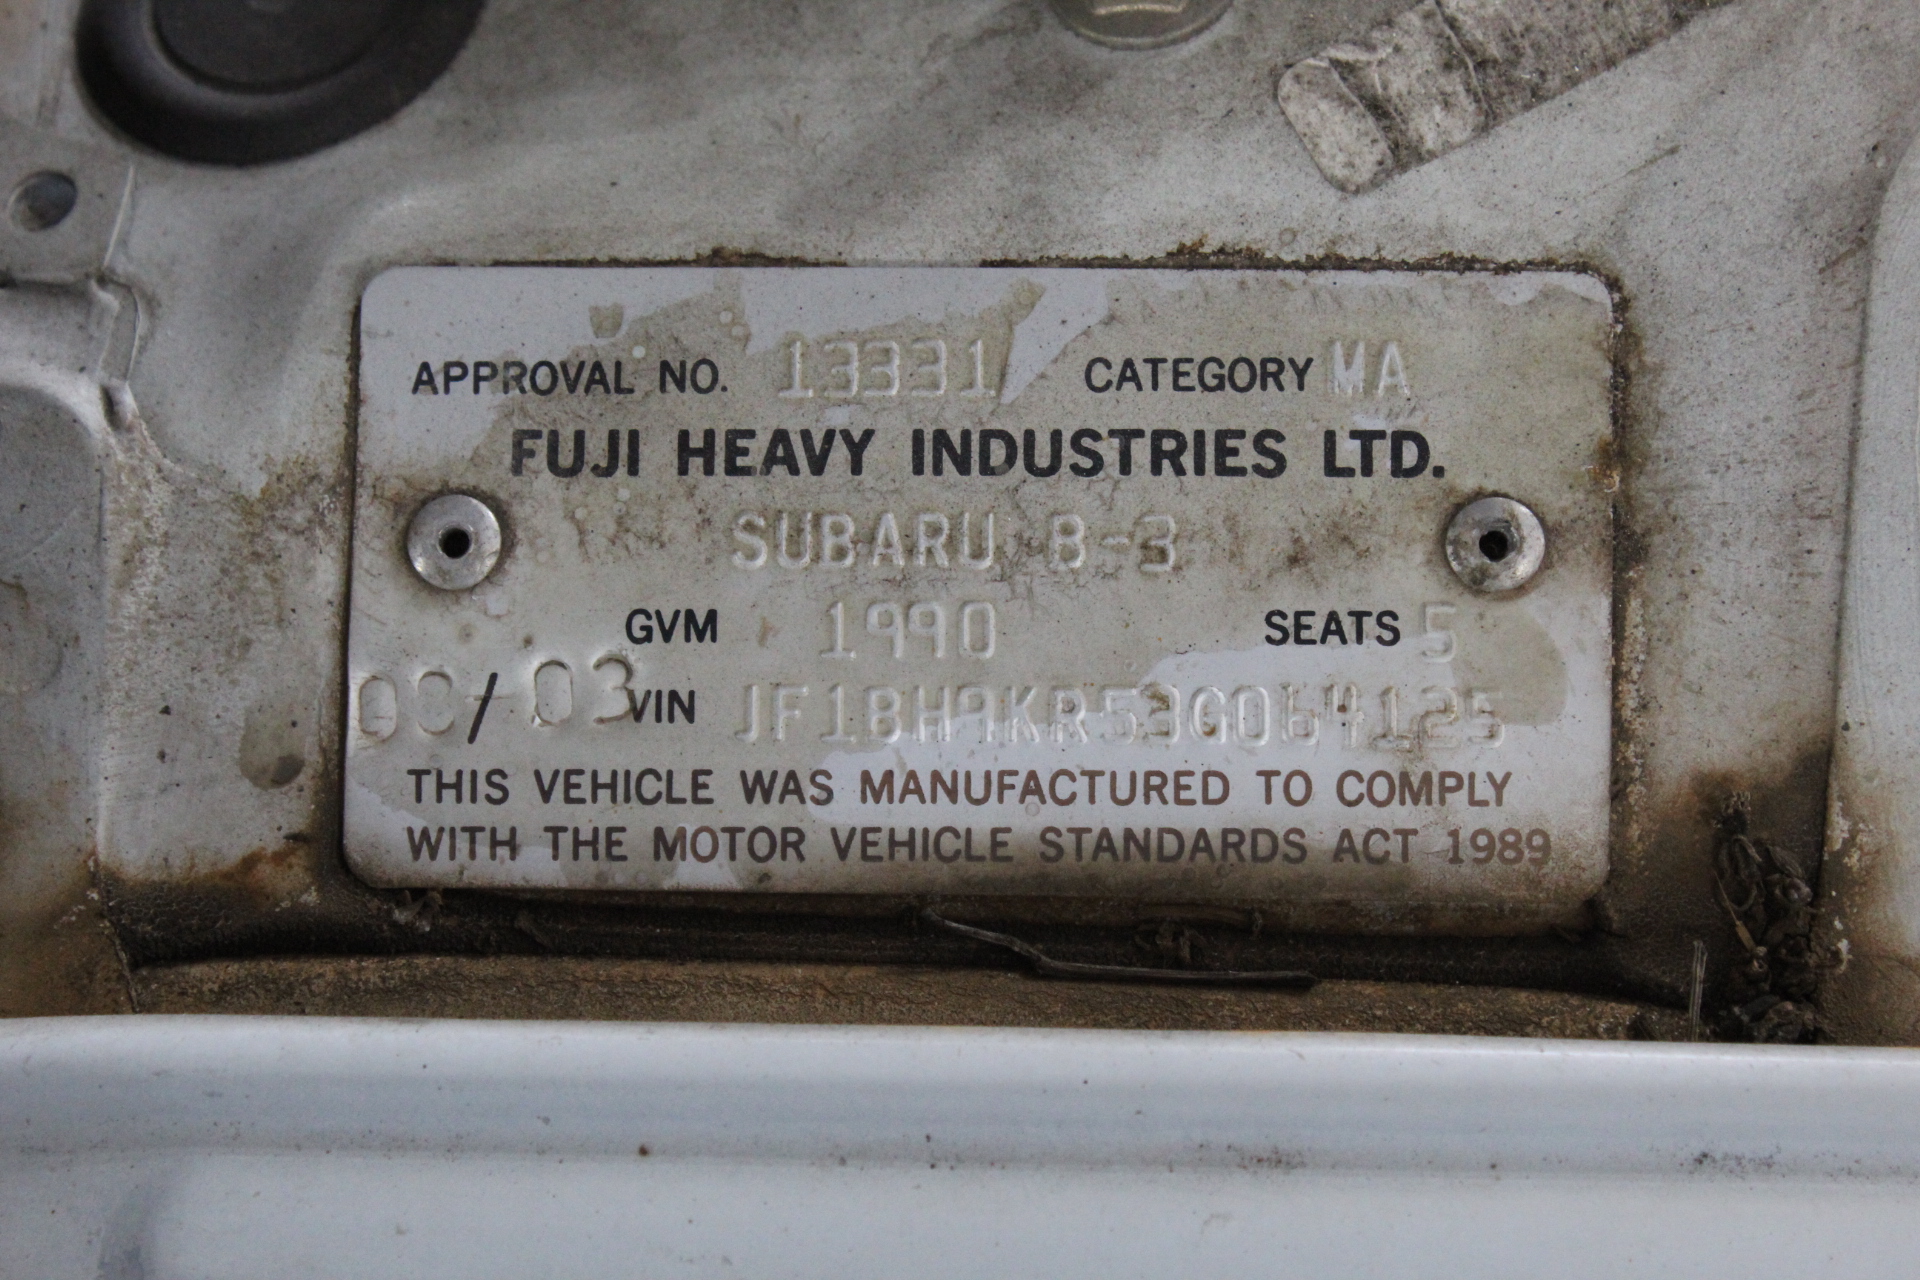 APPROVAL NO. 13331 CATEGORY MA
FUJI HEAVY INDUSTRIES LTD.
SUBARU B-3
GVM 1990 SEATS 5
03 VIN JF1BH9KR53G064125
THIS VEHICLE WAS MANUFACTURED TO COMPLY
WITH THE MOTOR VEHICLE STANDARDS ACT 1989